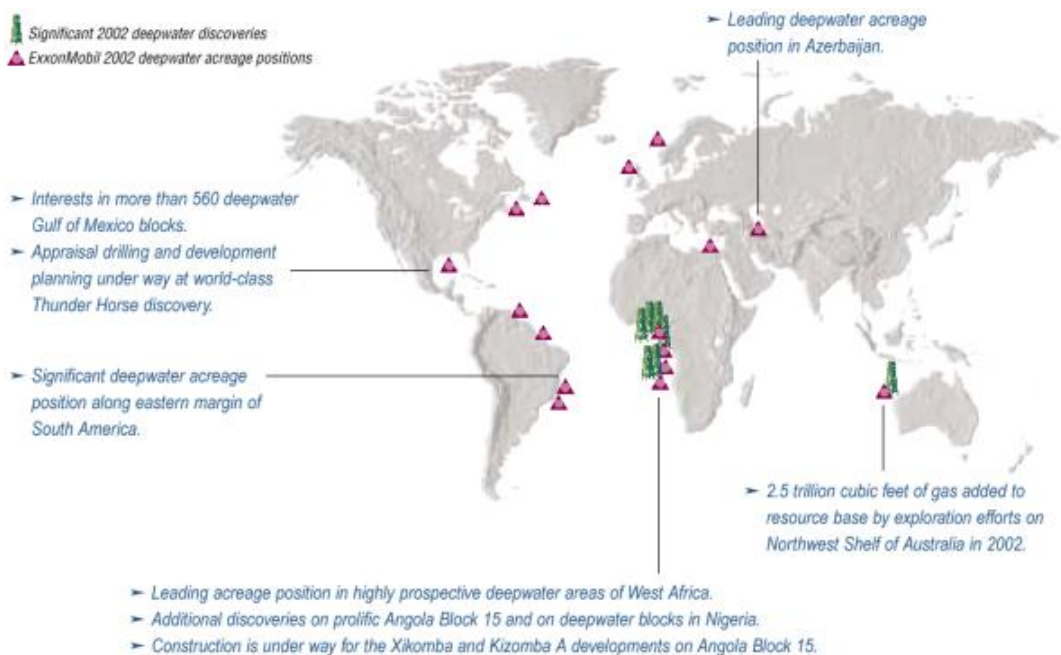 Significant 2002 deepwater discoveries
ExxonMobil 2002 deepwater acreage positions
➤ Leading deepwater acreage
position in Azerbaijan.
➤ Interests in more than 560 deepwater
Gulf of Mexico blocks.
➤ Appraisal drilling and development
planning under way at world-class
Thunder Horse discovery.
➤ Significant deepwater acreage
position along eastern margin of
South America.
➤ 2.5 trillion cubic feet of gas added to
resource base by exploration efforts on
Northwest Shelf of Australia in 2002.
➤ Leading acreage position in highly prospective deepwater areas of West Africa.
➤ Additional discoveries on prolific Angola Block 15 and on deepwater blocks in Nigeria.
➤ Construction is under way for the Xikomba and Kizomba A developments on Angola Block 15.